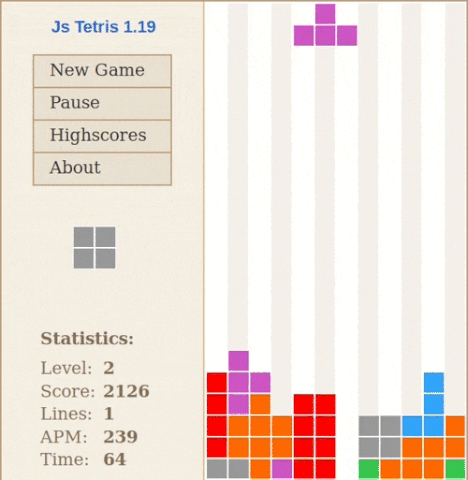 Js Tetris 1.19
New Game
Pause
Highscores
About
Statistics:
Level: 2
Score: 2126
Lines: 1
APM: 239
Time: 64